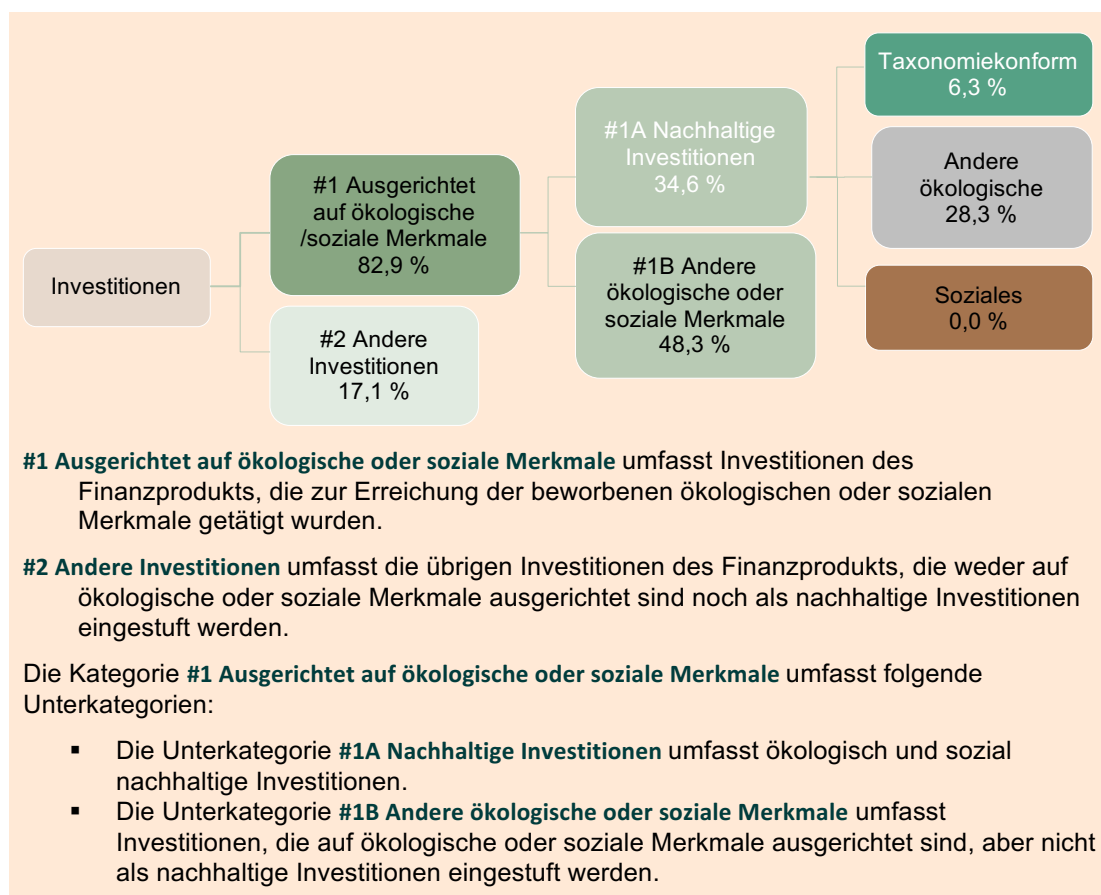 Investitionen
#1 Ausgerichtet
auf ökologische
/soziale Merkmale
82,9 %
#2 Andere
Investitionen
17,1 %
#1A Nachhaltige
Investitionen
34,6 %
#1B Andere
ökologische oder
soziale Merkmale
48,3 %
Taxonomiekonform
6,3 %
Andere
ökologische
28,3 %
Soziales
0,0 %
#1 Ausgerichtet auf ökologische oder soziale Merkmale umfasst Investitionen des
Finanzprodukts, die zur Erreichung der beworbenen ökologischen oder sozialen
Merkmale getätigt wurden.
#2 Andere Investitionen umfasst die übrigen Investitionen des Finanzprodukts, die weder auf
ökologische oder soziale Merkmale ausgerichtet sind noch als nachhaltige Investitionen
eingestuft werden.
Die Kategorie #1 Ausgerichtet auf ökologische oder soziale Merkmale umfasst folgende
Unterkategorien:
▪ Die Unterkategorie #1A Nachhaltige Investitionen umfasst ökologisch und sozial
nachhaltige Investitionen.
▪ Die Unterkategorie #1B Andere ökologische oder soziale Merkmale umfasst
Investitionen, die auf ökologische oder soziale Merkmale ausgerichtet sind, aber nicht
als nachhaltige Investitionen eingestuft werden.